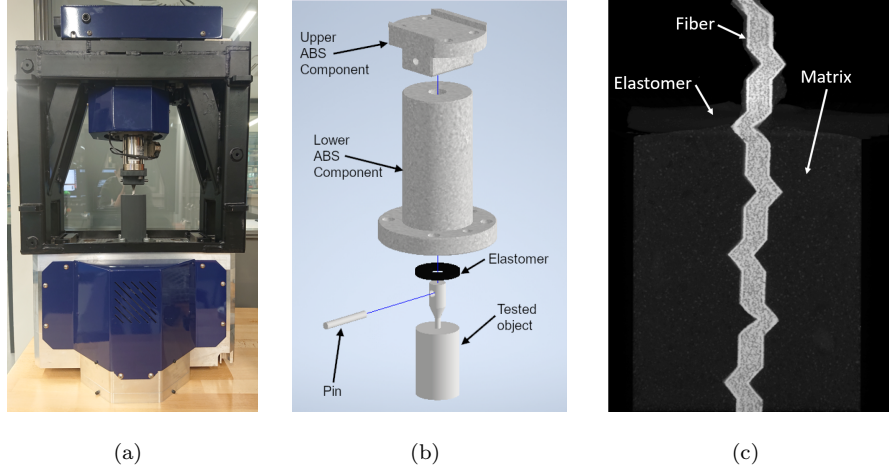 Upper
ABS
Component
Lower
ABS
Component
Elastomer
Tested
object
Pin
Fiber
Elastomer
Matrix
(a)
(b)
(c)